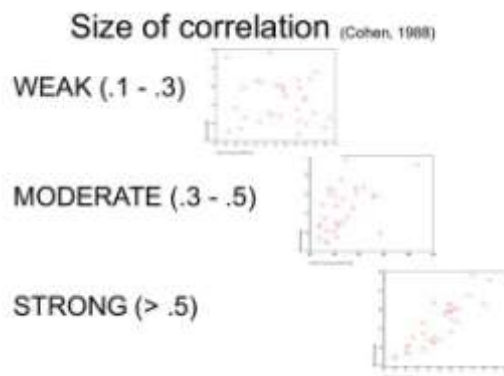 Size of correlation (Cohen, 1988)
WEAK (.1 - .3)
MODERATE (.3 - .5)
STRONG (> .5)